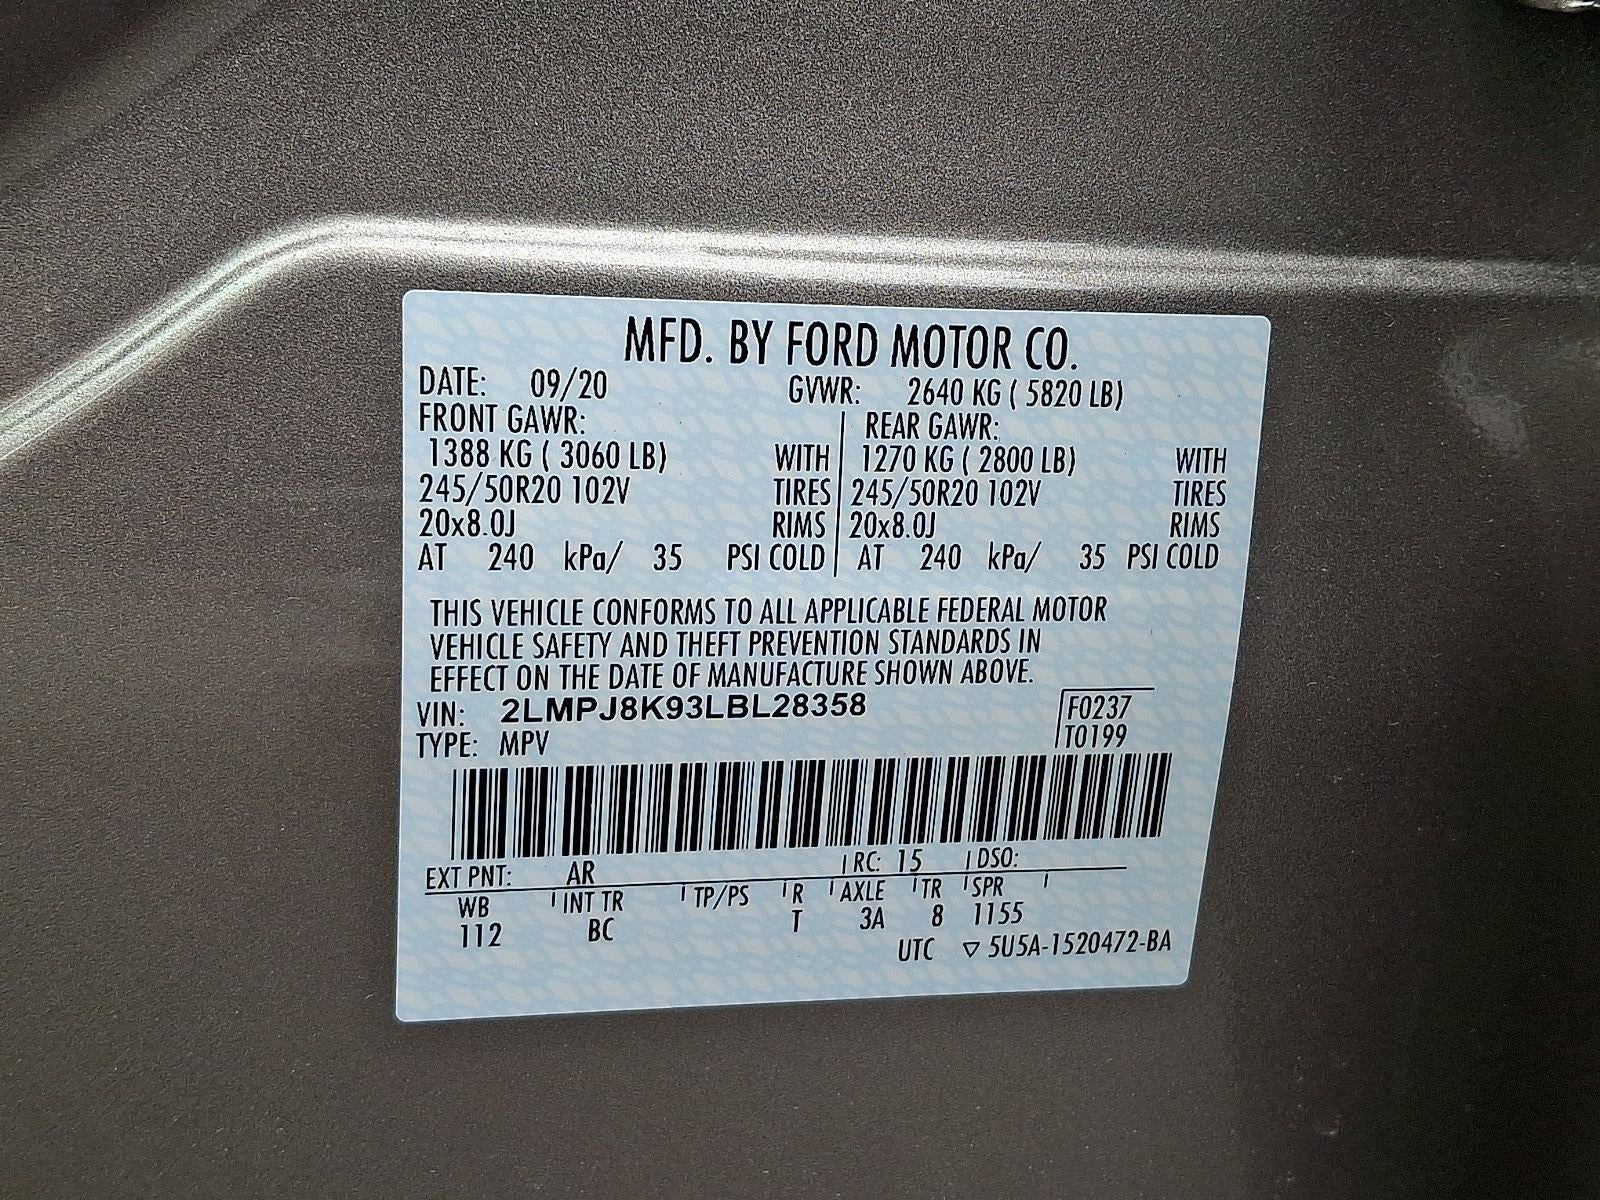 MFD. BY FORD MOTOR CO.
DATE: 09/20 GVWR: 2640 KG ( 5820 LB)
FRONT GAWR: REAR GAWR:
1388 KG ( 3060 LB) WITH 1270 KG ( 2800 LB) WITH
245/50R20 102V TIRES 245/50R20 102V TIRES
20x8.0J RIMS 20x8.0J RIMS
AT 240 kPa/ 35 PSI COLD AT 240 kPa/ 35 PSI COLD
THIS VEHICLE CONFORMS TO ALL APPLICABLE FEDERAL MOTOR
VEHICLE SAFETY AND THEFT PREVENTION STANDARDS IN
EFFECT ON THE DATE OF MANUFACTURE SHOWN ABOVE.
VIN: 2LMPJ8K93LBL28358 F0237
TYPE: MPV T0199
EXT PNT: AR RC: 15 DSO:
WB INT TR TP/PS R AXLE TR SPR
112 BC T 3A 8 1155
UTC ▽ 5U5A-1520472-BA